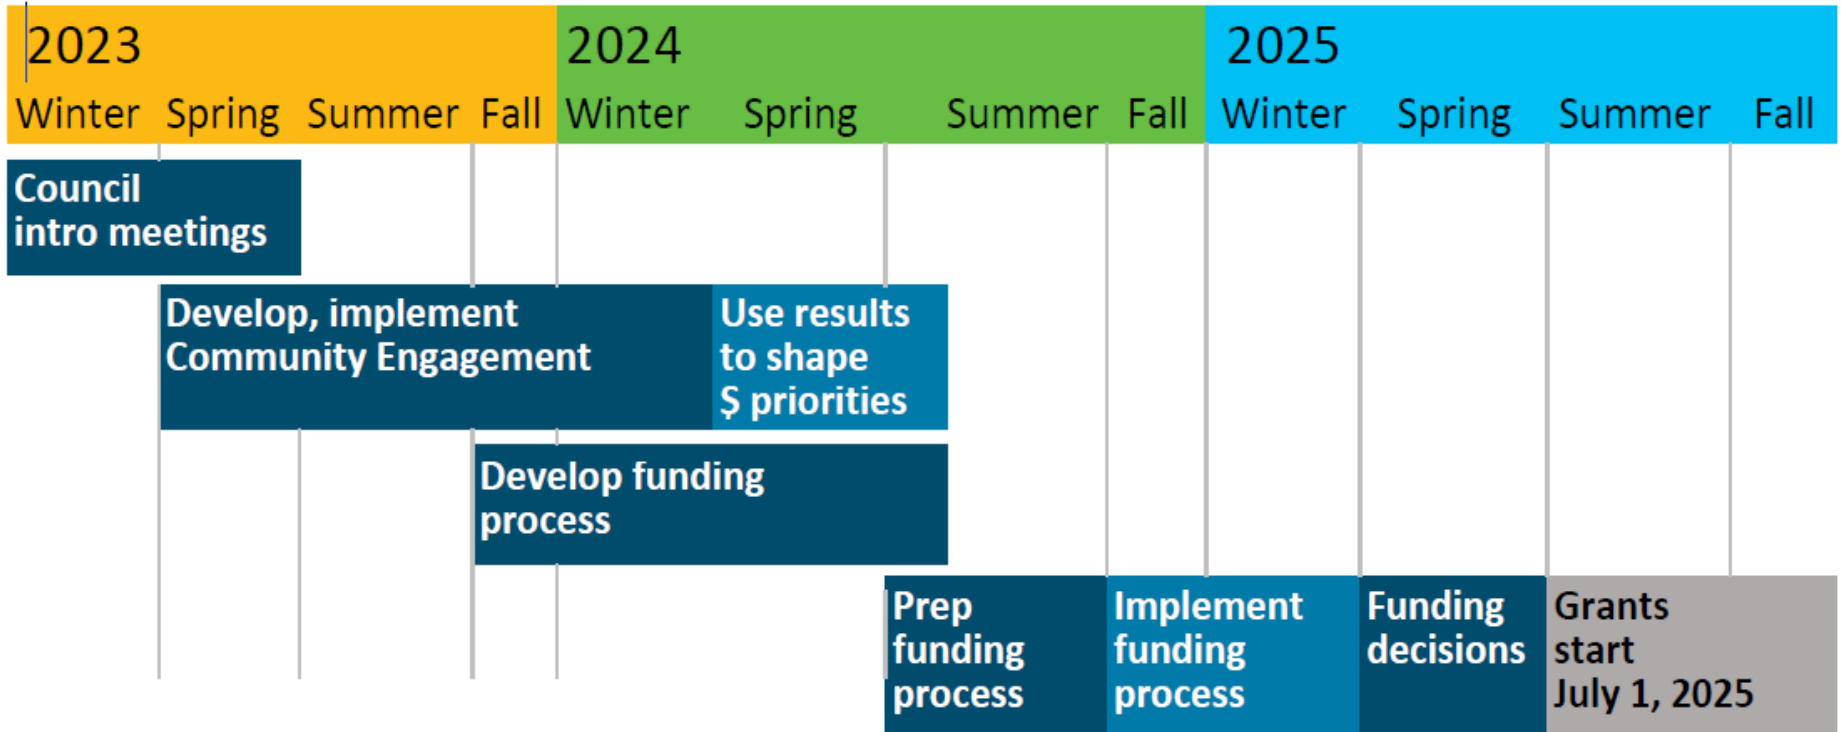 2023 2024 2025
Winter Spring Summer Fall Winter Spring Summer Fall Winter Spring Summer Fall
Council
intro meetings
Develop, implement
Community Engagement
Use results
to shape
$ priorities
Develop funding
process
Prep
funding
process
Implement
funding
process
Funding
decisions
Grants
start
July 1, 2025